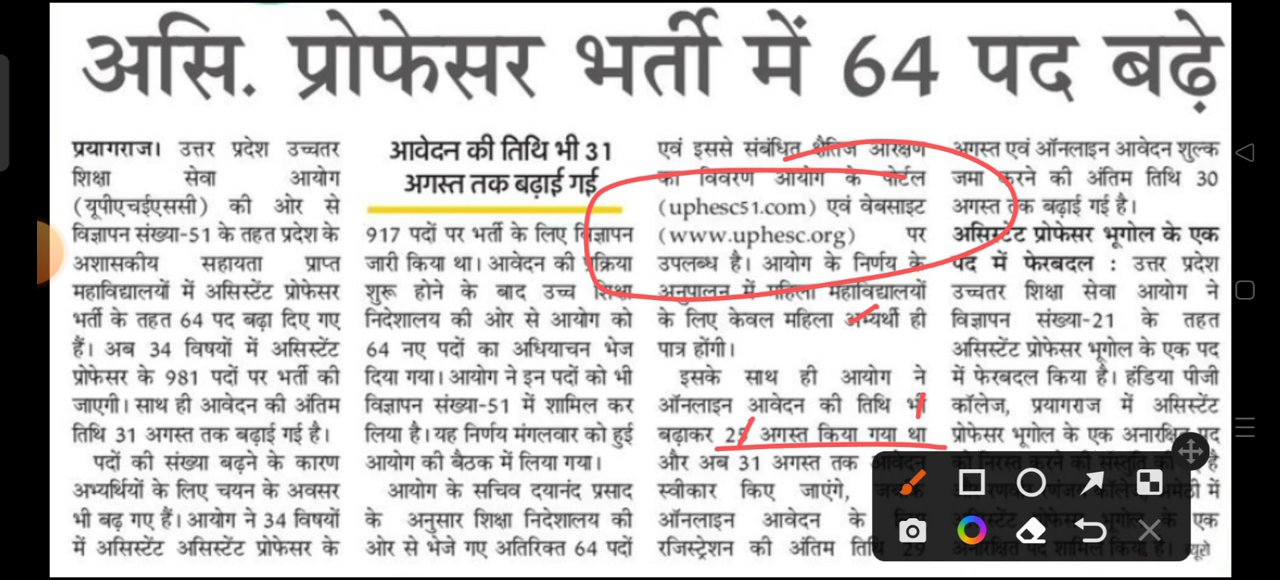 असि. प्रोफेसर भर्ती में 64 पद बढ़े
प्रयागराज। उत्तर प्रदेश उच्चतर
शिक्षा सेवा आयोग
(यूपीएचईएससी) की ओर से
विज्ञापन संख्या-51 के तहत प्रदेश के
अशासकीय सहायता प्राप्त
महाविद्यालयों में असिस्टेंट प्रोफेसर
भर्ती के तहत 64 पद बढ़ा दिए गए
हैं। अब 34 विषयों में असिस्टेंट
प्रोफेसर के 981 पदों पर भर्ती की
जाएगी। साथ ही आवेदन की अंतिम
तिथि 31 अगस्त तक बढ़ाई गई है।
पदों की संख्या बढ़ने के कारण
अभ्यर्थियों के लिए चयन के अवसर
भी बढ़ गए हैं। आयोग ने 34 विषयों
में असिस्टेंट असिस्टेंट प्रोफेसर के
आवेदन की तिथि भी 31
अगस्त तक बढ़ाई गई
917 पदों पर भर्ती के लिए विज्ञापन
जारी किया था। आवेदन की प्रक्रिया
शुरू होने के बाद उच्च शिक्षा
निदेशालय की ओर से आयोग को
64 नए पदों का अधियाचन भेज
दिया गया। आयोग ने इन पदों को भी
विज्ञापन संख्या-51 में शामिल कर
लिया है। यह निर्णय मंगलवार को हुई
आयोग की बैठक में लिया गया।
आयोग के सचिव दयानंद प्रसाद
के अनुसार शिक्षा निदेशालय की
ओर से भेजे गए अतिरिक्त 64 पदों
एवं इससे संबंधित क्षैतिज आरक्षण
का विवरण आयोग के पोर्टल
(uphesc51.com) एवं वेबसाइट
(www.uphesc.org) पर
उपलब्ध है। आयोग के निर्णय के
अनुपालन में महिला महाविद्यालयों
के लिए केवल महिला अभ्यर्थी ही
पात्र होंगी।
इसके साथ ही आयोग ने
ऑनलाइन आवेदन की तिथि भी
बढ़ाकर अगस्त किया गया था
और अब 31 अगस्त तक आवेदन
स्वीकार किए जाएंगे, जबकि
ऑनलाइन आवेदन के लिए
रजिस्ट्रेशन की अंतिम तिथि 29
अगस्त एवं ऑनलाइन आवेदन शुल्क
जमा करने की अंतिम तिथि 30
अगस्त तक बढ़ाई गई है।
असिस्टेंट प्रोफेसर भूगोल के एक
पद में फेरबदल : उत्तर प्रदेश
उच्चतर शिक्षा सेवा आयोग ने
विज्ञापन संख्या-21 के तहत
असिस्टेंट प्रोफेसर भूगोल के एक पद
में फेरबदल किया है। हंडिया पीजी
कॉलेज, प्रयागराज में असिस्टेंट
प्रोफेसर भूगोल के एक अनारक्षित पद
को निरस्त करने की संस्तुति की है
कॉलेज अमेठी में
असिस्टेंट प्रोफेसर भूगोल के एक
अनारक्षित पद शामिल किया है। ब्यूरो